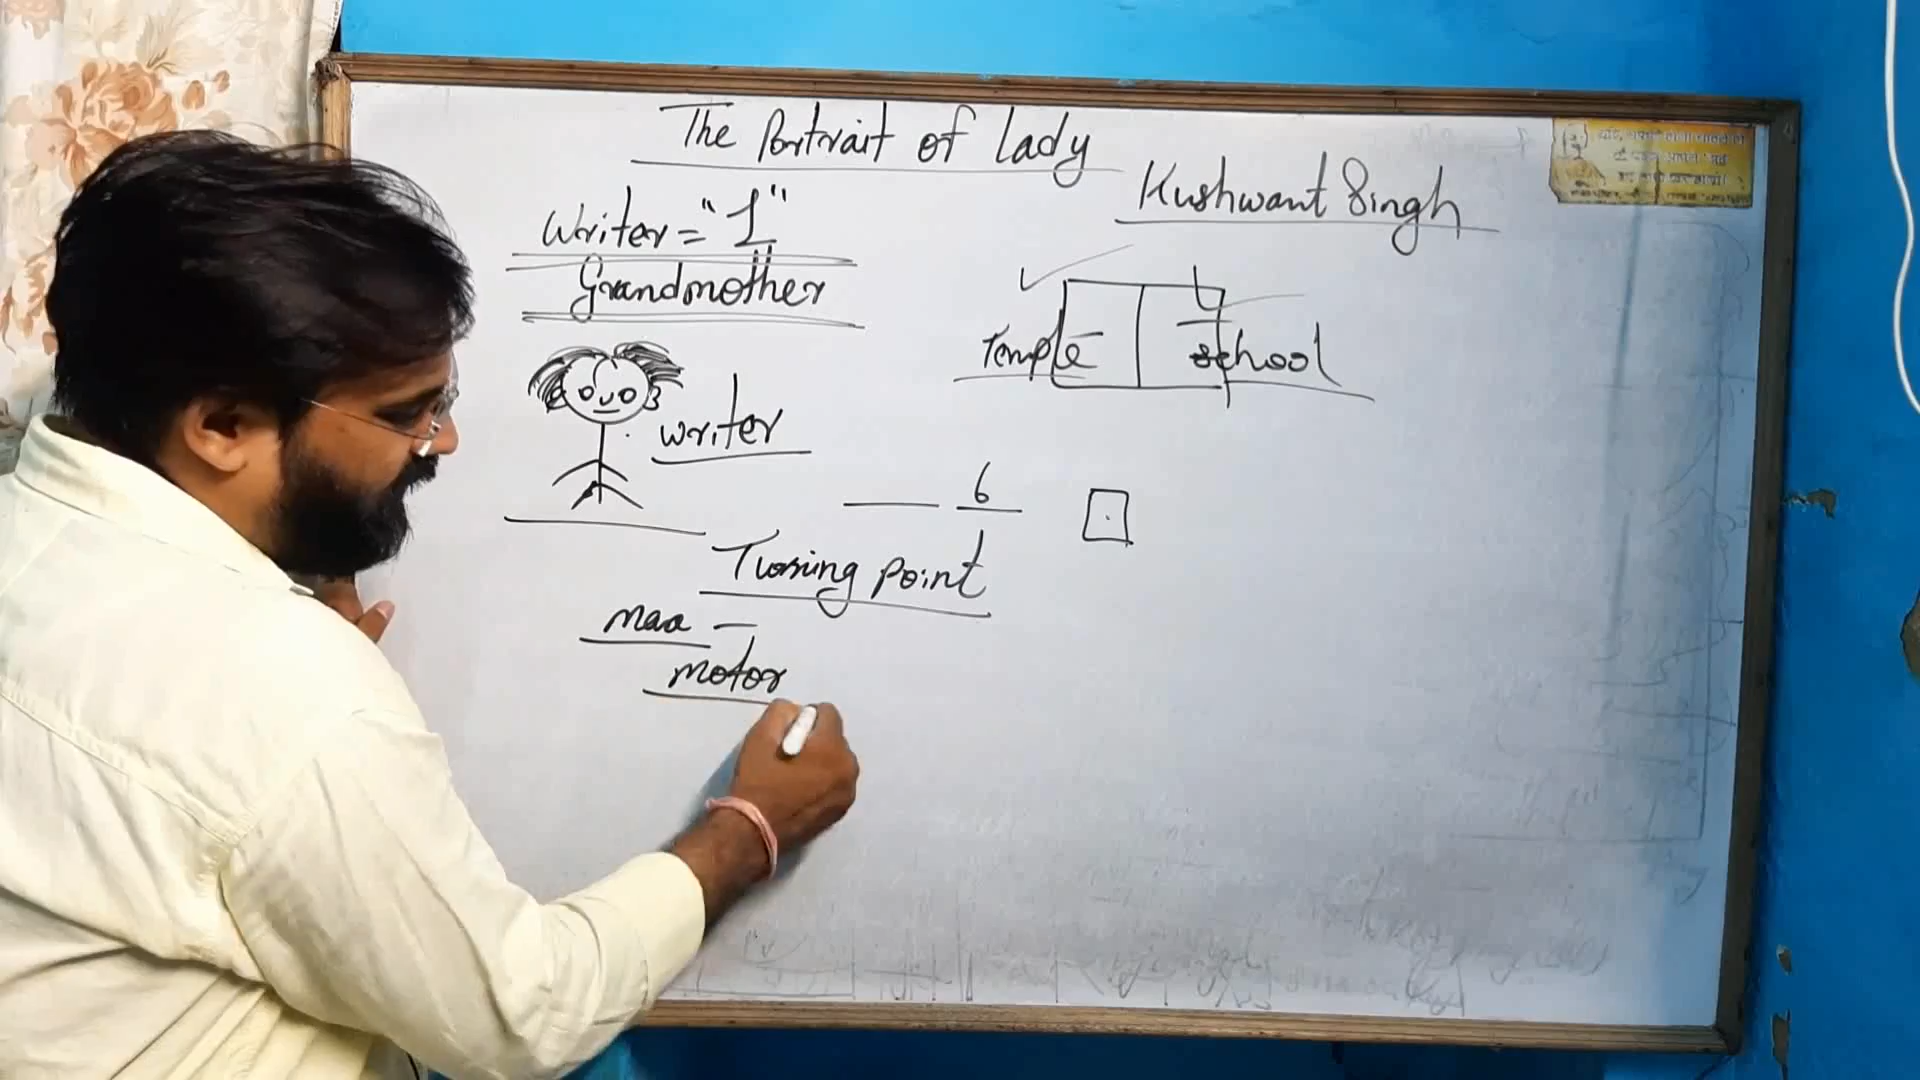 The Portrait of Lady
Kushwant Singh
Writer = "I"
Grandmother
Temple
school
writer
6
Turning point
maa -
motor